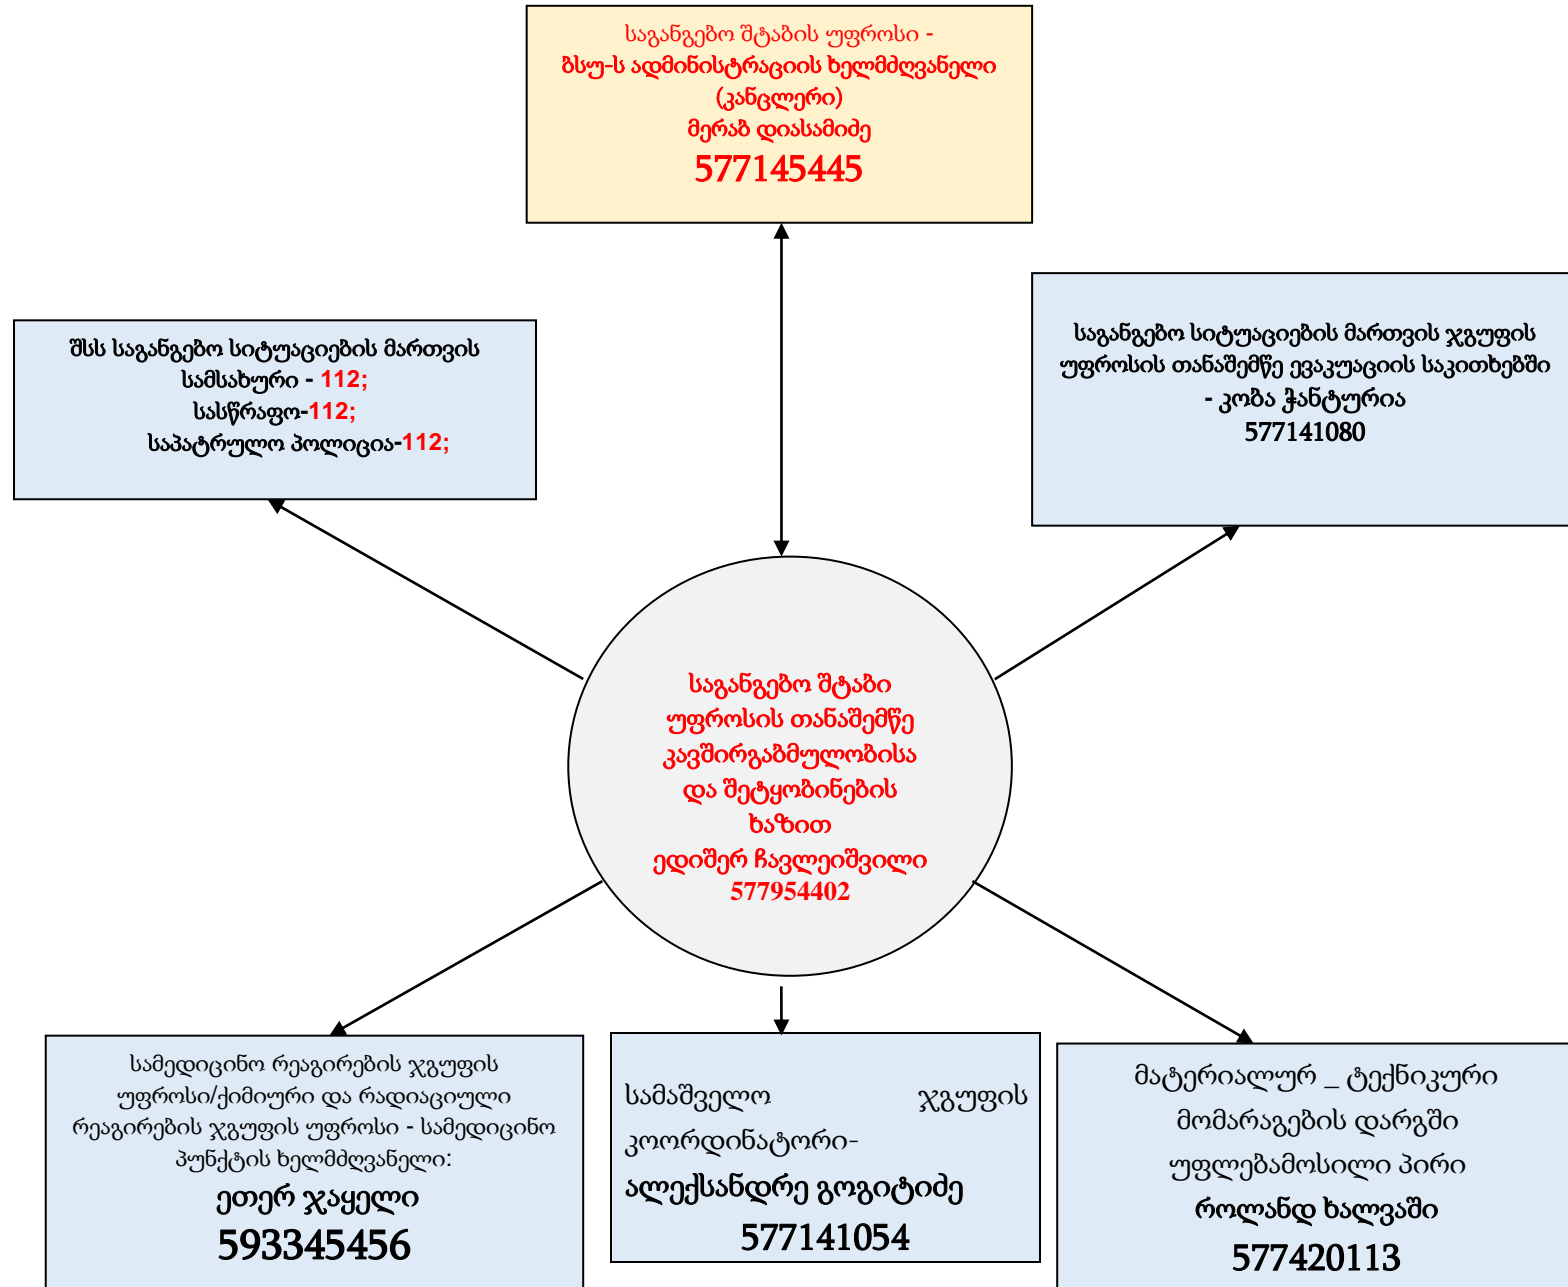 საგანგებო შტაბის უფროსი -
ბსუ-ს ადმინისტრაციის ხელმძღვანელი
(კანცლერი)
მერაბ დიასამიძე
577145445
შსს საგანგებო სიტუაციების მართვის
სამსახური - 112;
სასწრაფო-112;
საპატრულო პოლიცია-112;
საგანგებო სიტუაციების მართვის ჯგუფის
უფროსის თანაშემწე ევაკუაციის საკითხებში
- კობა ჭანტურია
577141080
საგანგებო შტაბი
უფროსის თანაშემწე
კავშირგაბმულობისა
და შეტყობინების
ხაზით
ედიშერ ჩავლეიშვილი
577954402
სამედიცინო რეაგირების ჯგუფის
უფროსი/ქიმიური და რადიაციული
რეაგირების ჯგუფის უფროსი - სამედიცინო
პუნქტის ხელმძღვანელი:
ეთერ ჯაყელი
593345456
სამაშველო ჯგუფის
კოორდინატორი-
ალექსანდრე გოგიტიძე
577141054
მატერიალურ _ ტექნიკური
მომარაგების დარგში
უფლებამოსილი პირი
როლანდ ხალვაში
577420113